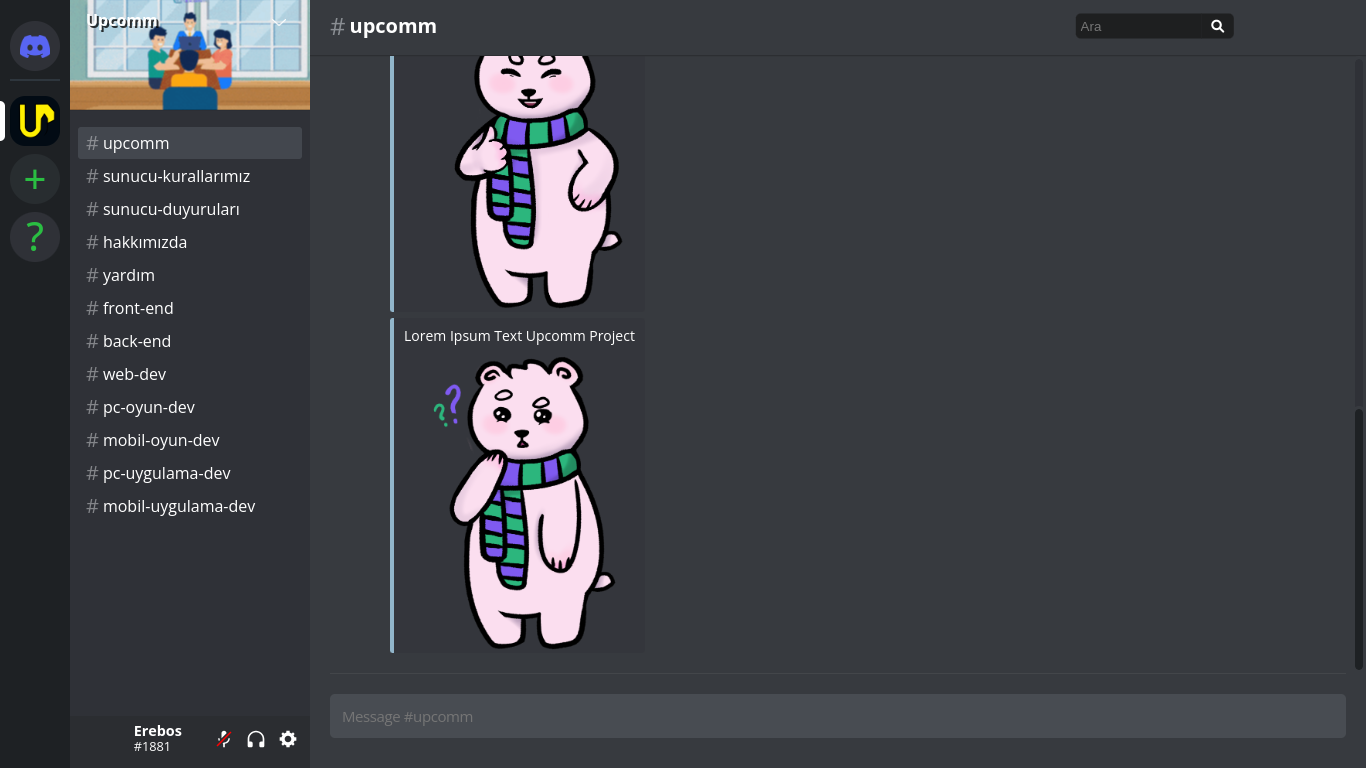 Upcomm
# upcomm
# sunucu-kurallarımız
# sunucu-duyuruları
# hakkımızda
# yardım
# front-end
# back-end
# web-dev
# pc-oyun-dev
# mobil-oyun-dev
# pc-uygulama-dev
# mobil-uygulama-dev
Erebos
#1881
# upcomm
Ara
Lorem Ipsum Text Upcomm Project
??
Message #upcomm
+
?